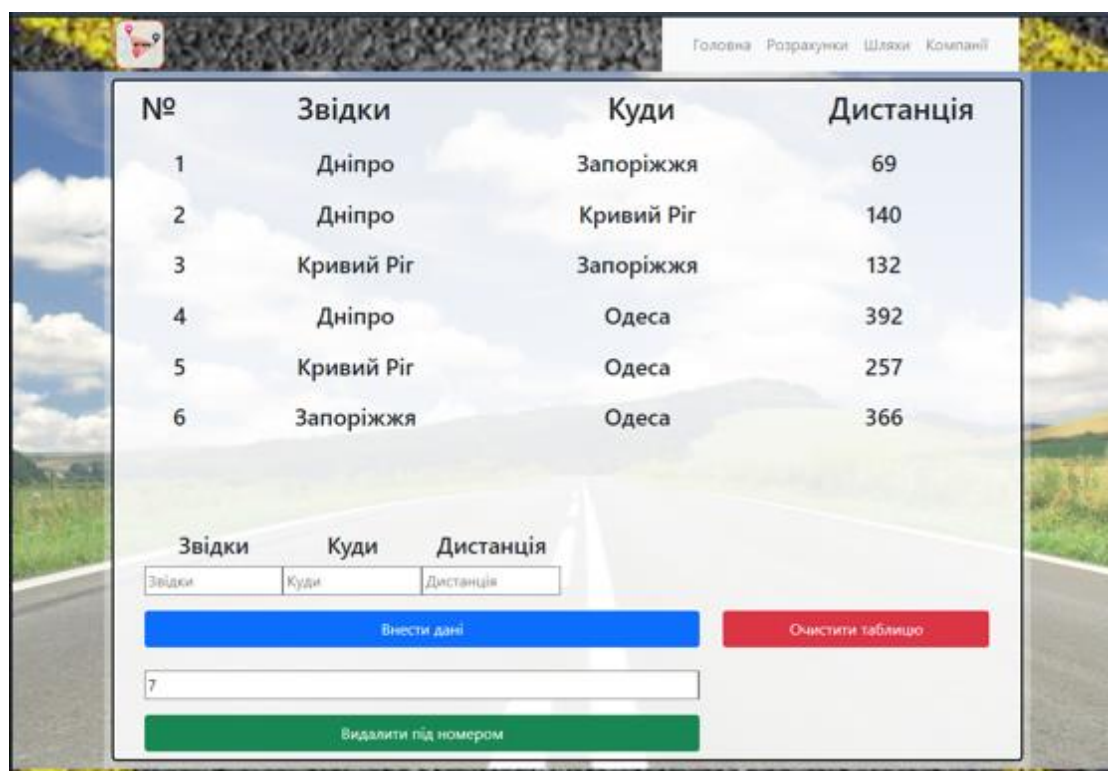 Головна Розрахунки Шляхи Компанії
№ Звідки Куди Дистанція
1 Дніпро Запоріжжя 69
2 Дніпро Кривий Ріг 140
3 Кривий Ріг Запоріжжя 132
4 Дніпро Одеса 392
5 Кривий Ріг Одеса 257
6 Запоріжжя Одеса 366
Звідки Куди Дистанція
Звідки Куди Дистанція
Внести дані Очистити таблицю
7
Видалити під номером